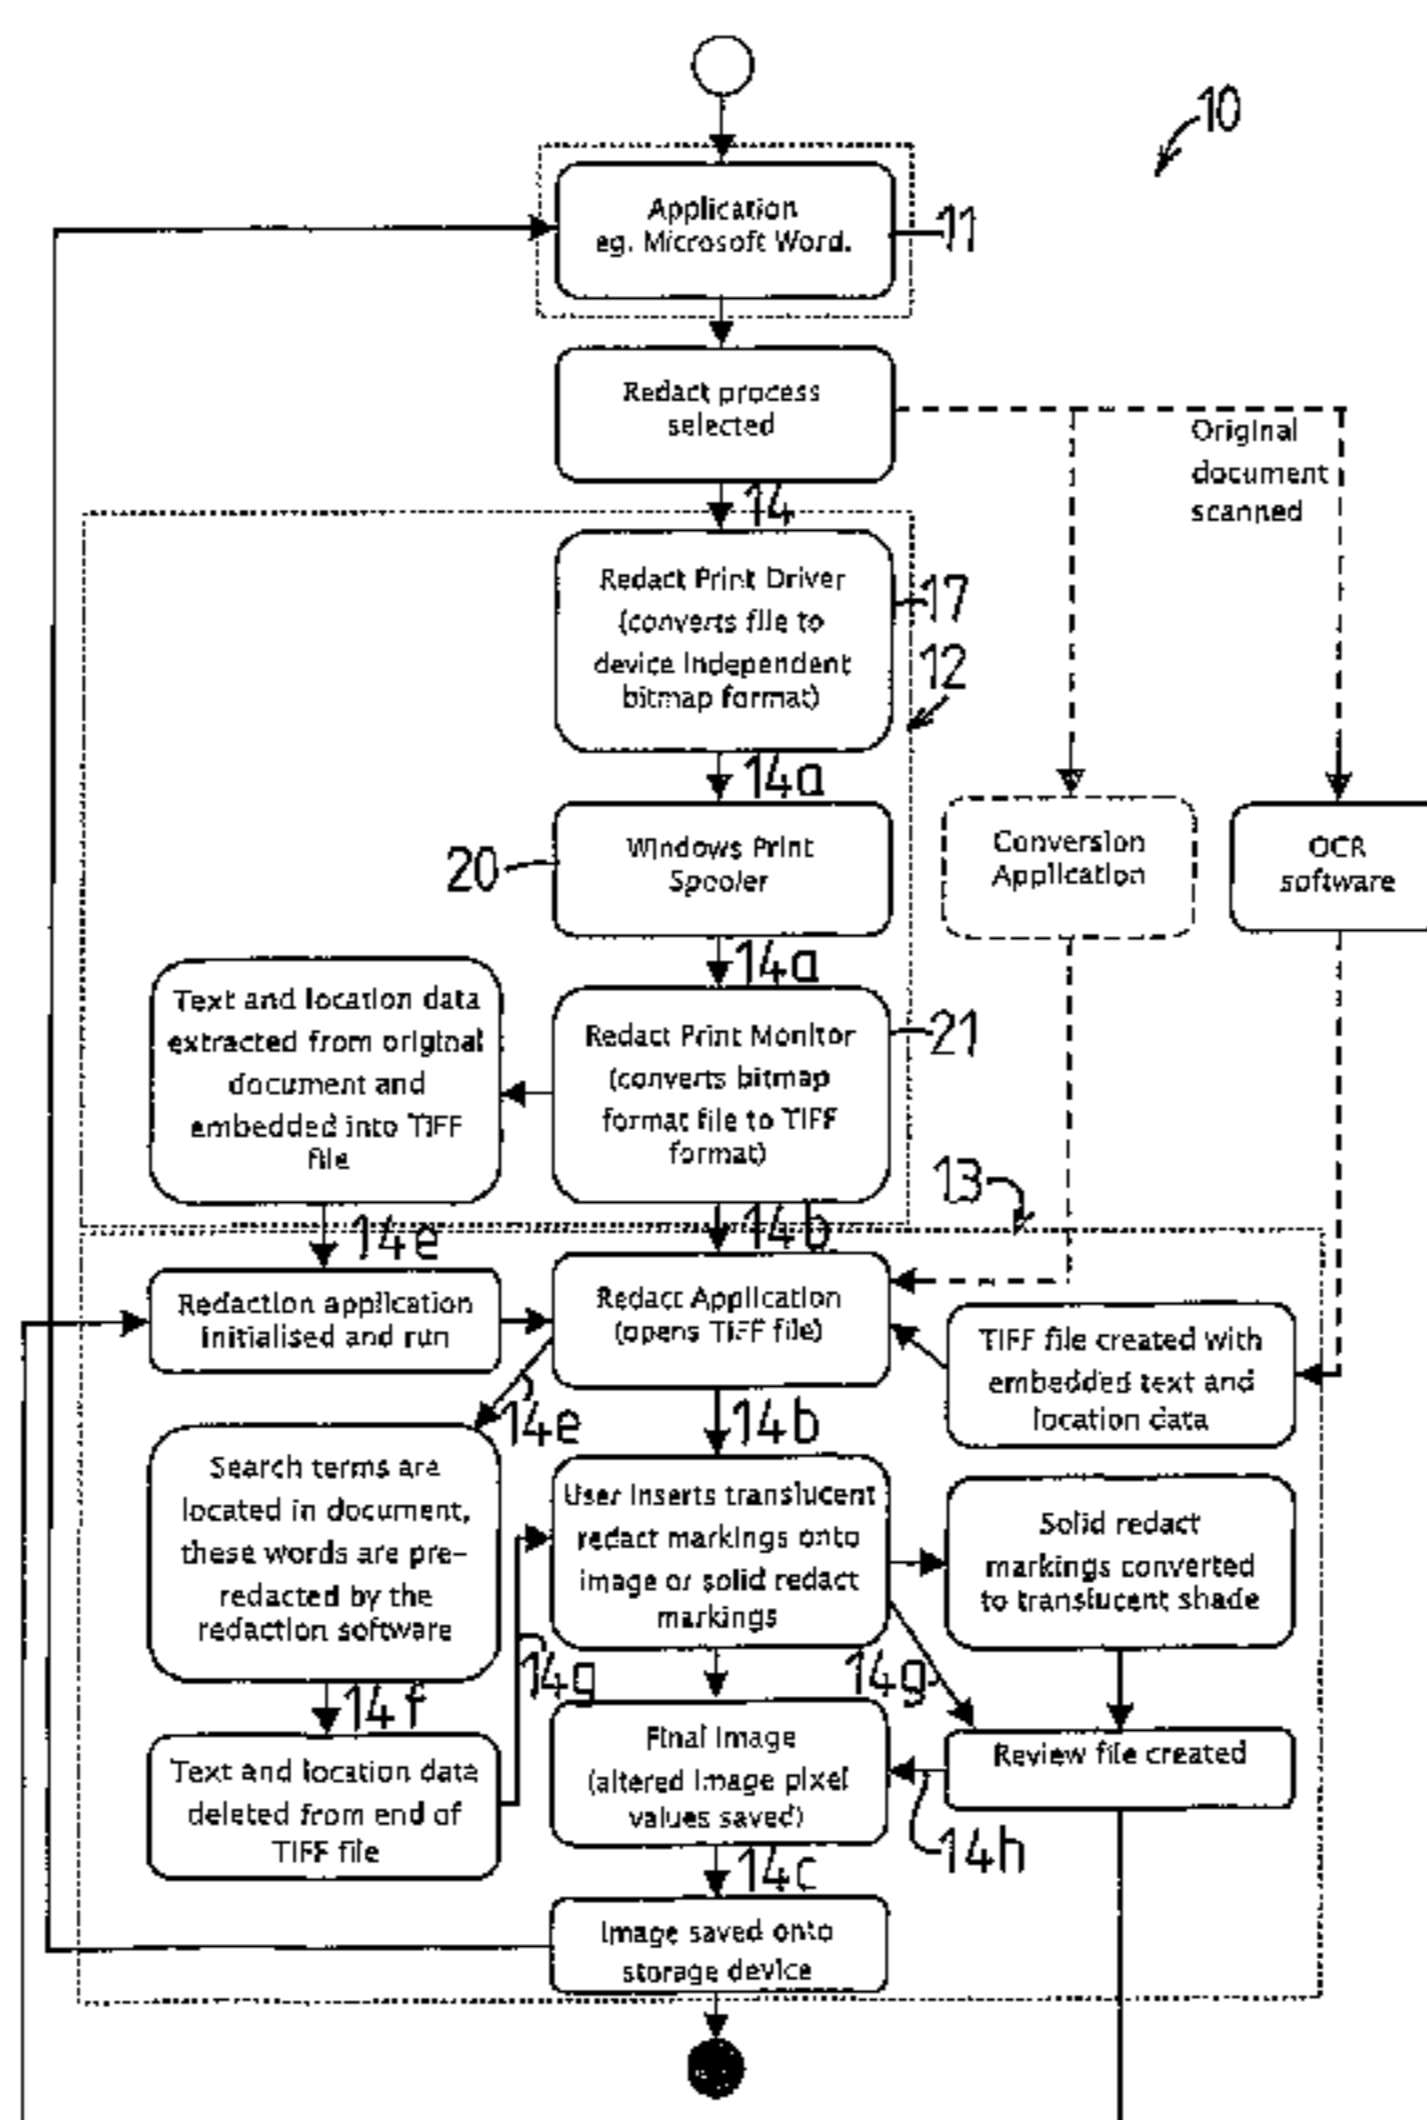 10
Application
eg. Microsoft Word.
11
Redact process
selected
Original
document
scanned
14
Redact Print Driver
(converts file to
device independent
bitmap format)
17
12
14a
Windows Print
Spooler
20
Conversion
Application
OCR
software
14a
Text and location data
extracted from original
document and
embedded into TIFF
file
Redact Print Monitor
(converts bitmap
format file to TIFF
format)
21
13
14e
14b
Redaction application
initialised and run
Redact Application
(opens TIFF file)
TIFF file created with
embedded text and
location data
14e
14b
Search terms are
located in document,
these words are pre-
redacted by the
redaction software
User inserts translucent
redact markings onto
image or solid redact
markings
Solid redact
markings converted
to translucent shade
14g
14g
14f
Text and location data
deleted from end of
TIFF file
Final Image
(altered image pixel
values saved)
Review file created
14h
14c
Image saved onto
storage device